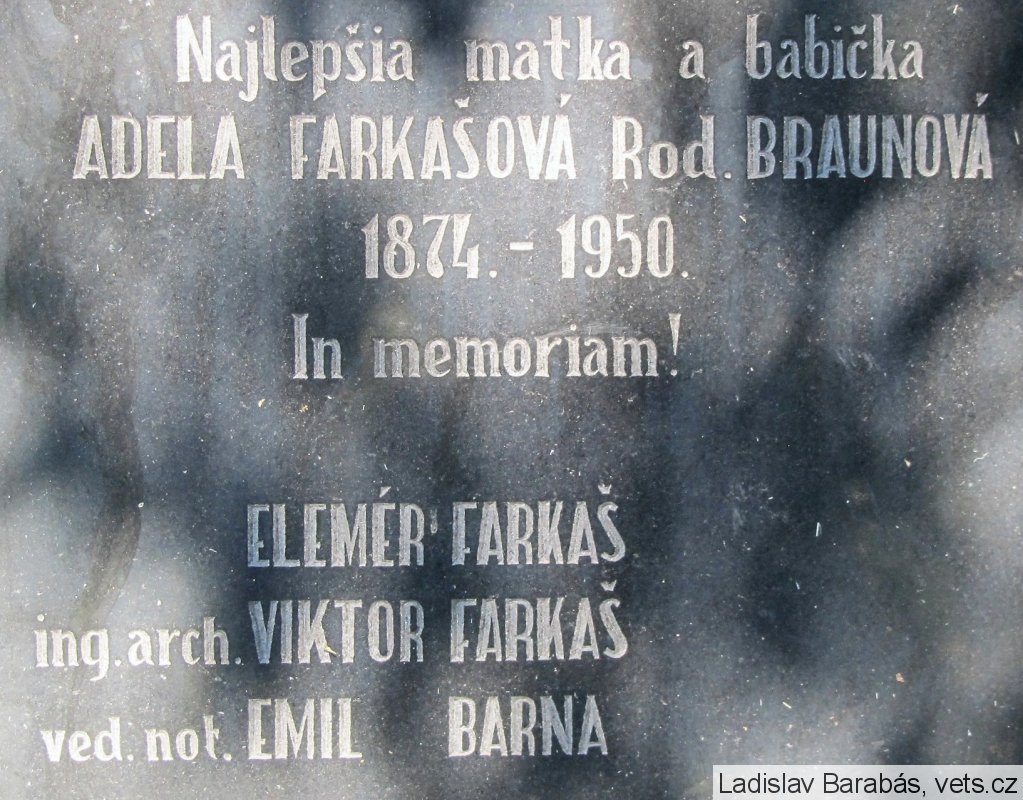 Najlepšia matka a babička
ADELA FARKAŠOVÁ Rod. BRAUNOVÁ
1874. - 1950.
In memoriam!
ELEMÉR FARKAŠ
ing. arch. VIKTOR FARKAŠ
ved. not. EMIL BARNA
Ladislav Barabás, vets.cz